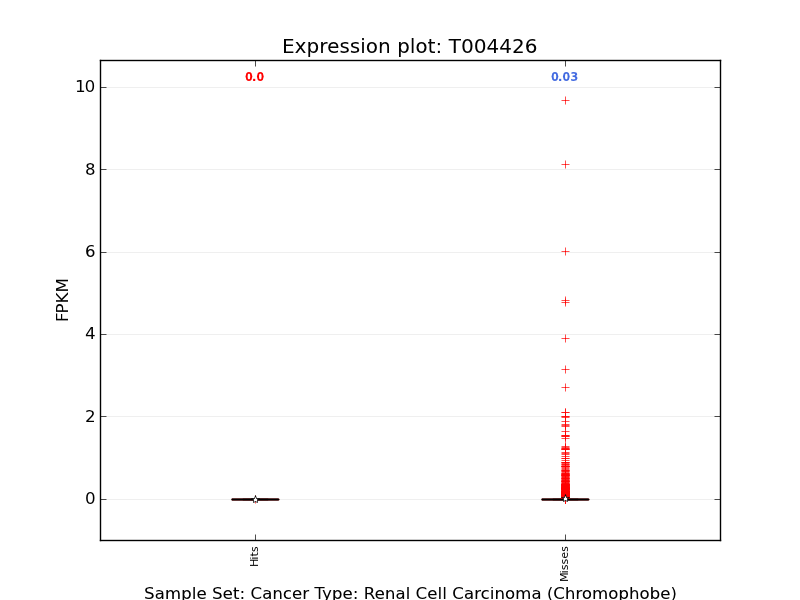 Expression plot: T004426
0.0 0.03
10
8
6
4
2
0
FPKM
Hits Misses
Sample Set: Cancer Type: Renal Cell Carcinoma (Chromophobe)